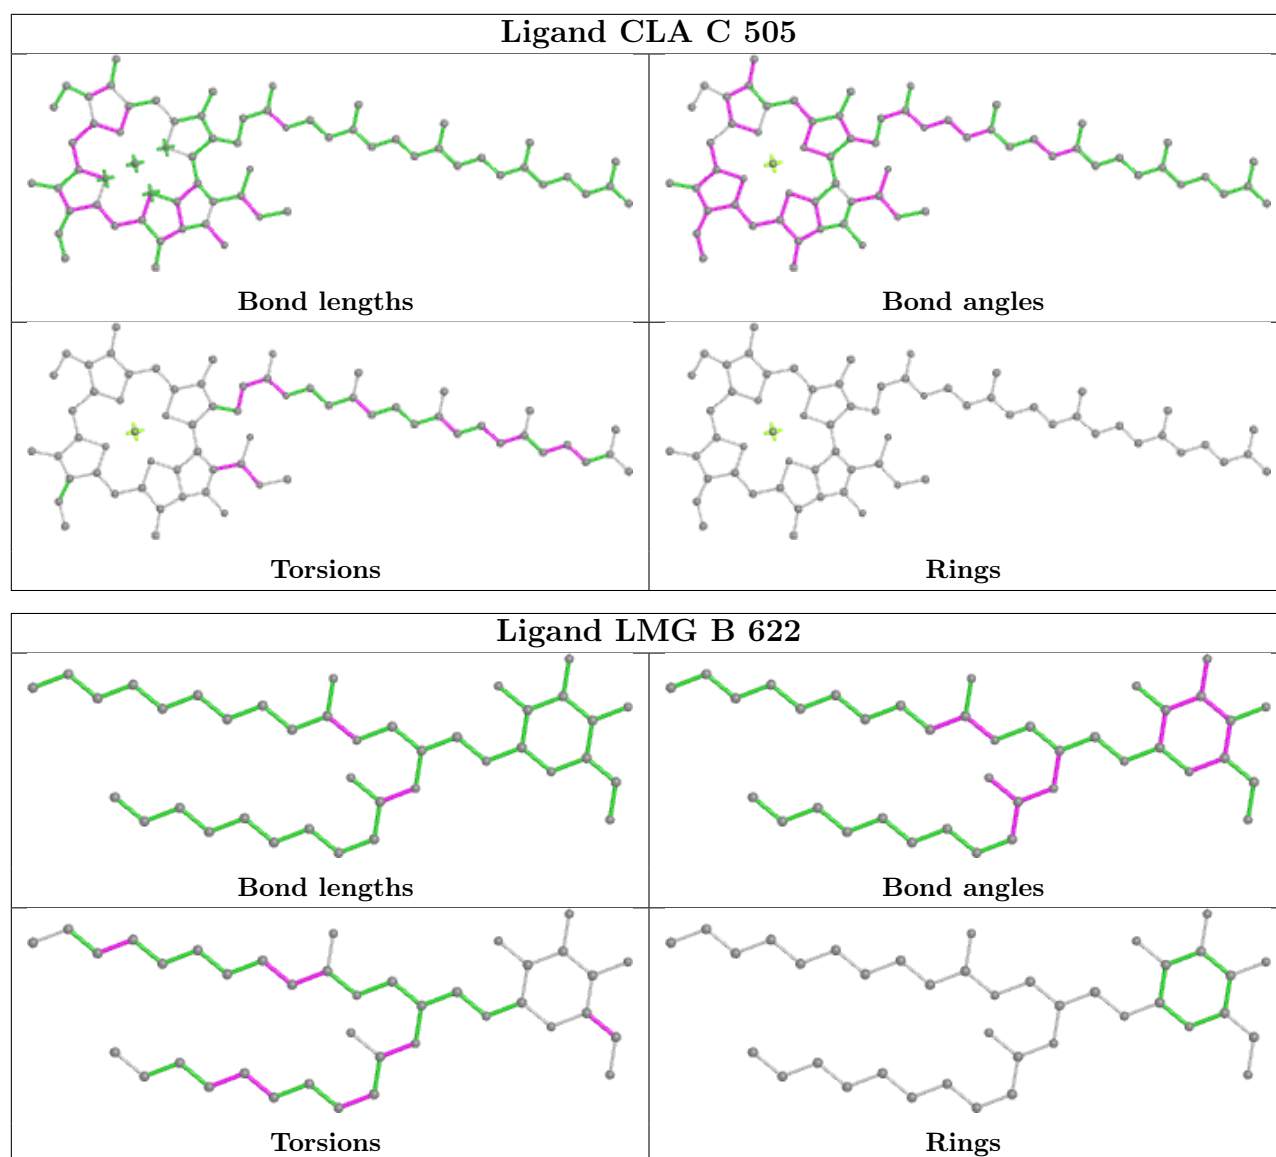 Ligand CLA C 505
Bond lengths
Bond angles
Torsions
Rings
Ligand LMG B 622
Bond lengths
Bond angles
Torsions
Rings